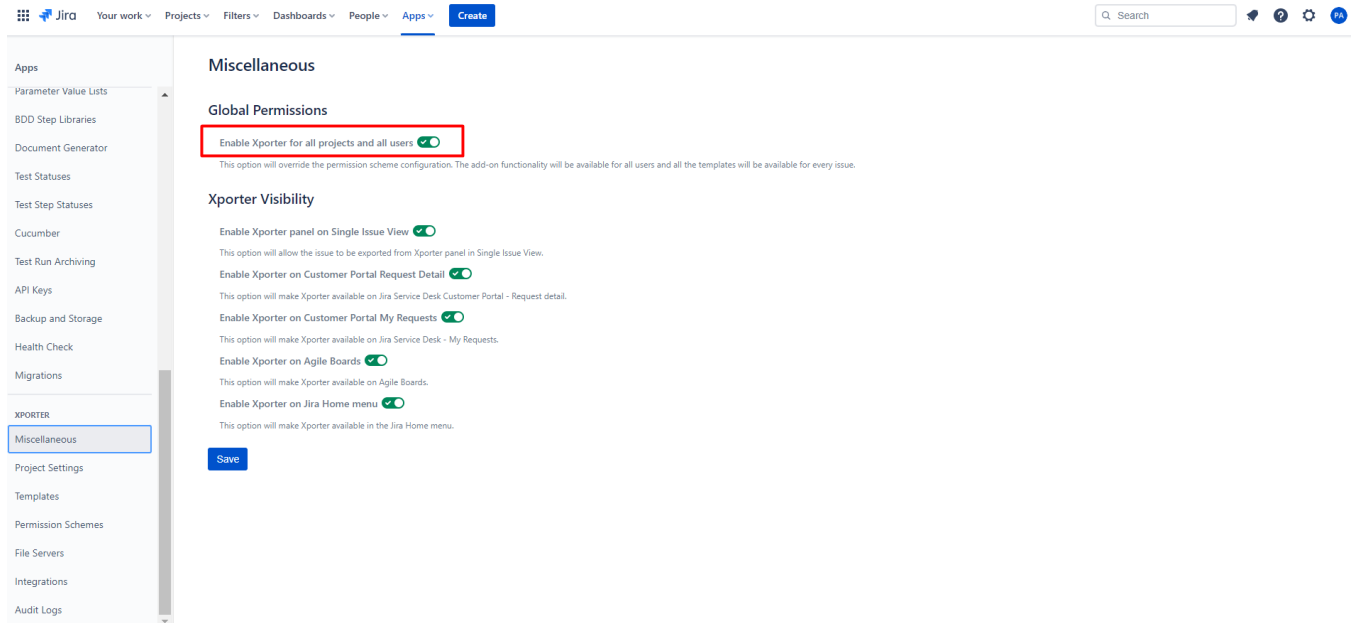 Jira
Your work
Projects
Filters
Dashboards
People
Apps
Create
Search
PA
Apps
Parameter Value Lists
BDD Step Libraries
Document Generator
Test Statuses
Test Step Statuses
Cucumber
Test Run Archiving
API Keys
Backup and Storage
Health Check
Migrations
XPORTER
Miscellaneous
Project Settings
Templates
Permission Schemes
File Servers
Integrations
Audit Logs
Miscellaneous
Global Permissions
Enable Xporter for all projects and all users
This option will override the permission scheme configuration. The add-on functionality will be available for all users and all the templates will be available for every issue.
Xporter Visibility
Enable Xporter panel on Single Issue View
This option will allow the issue to be exported from Xporter panel in Single Issue View.
Enable Xporter on Customer Portal Request Detail
This option will make Xporter available on Jira Service Desk Customer Portal - Request detail.
Enable Xporter on Customer Portal My Requests
This option will make Xporter available on Jira Service Desk - My Requests.
Enable Xporter on Agile Boards
This option will make Xporter available on Agile Boards.
Enable Xporter on Jira Home menu
This option will make Xporter available in the Jira Home menu.
Save